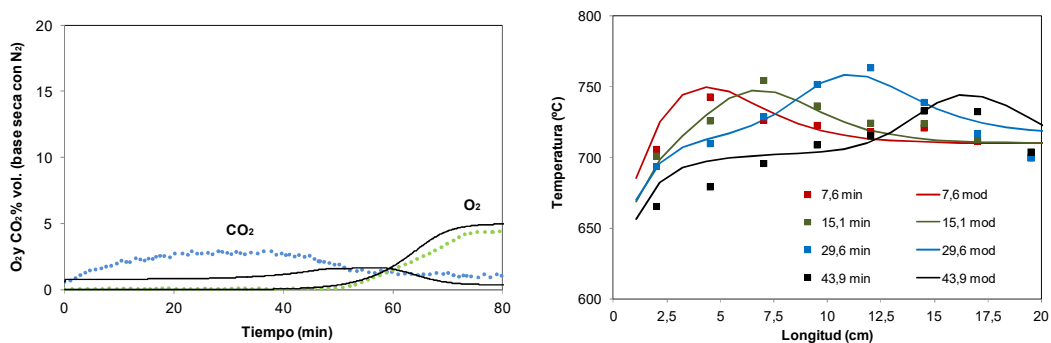 O₂ y CO₂ % vol. (base seca con N₂)
20
15
10
5
0
CO₂
O₂
0 20 40 60 80
Tiempo (min)
Temperatura (ºC)
800
750
700
650
600
7,6 min 7,6 mod
15,1 min 15,1 mod
29,6 min 29,6 mod
43,9 min 43,9 mod
0 2,5 5 7,5 10 12,5 15 17,5 20
Longitud (cm)